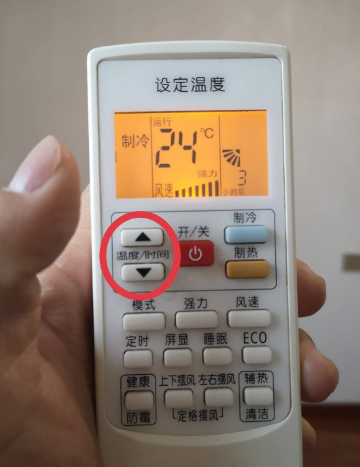 设定温度
运行
制冷 24℃
强力 3
风速 小时后
制冷
开/关
温度/时间
制热
模式 强力 风速
定时 屏显 睡眠 ECO
健康 上下摆风 左右摆风 辅热
防霉 定格摆风 清洁